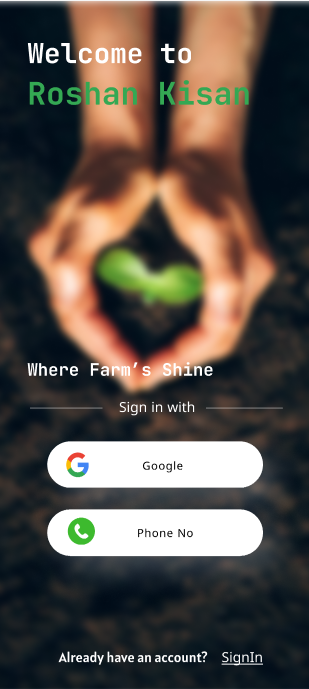 Welcome to
Roshan Kisan
Where Farm’s Shine
Sign in with
Google
Phone No
Already have an account? SignIn